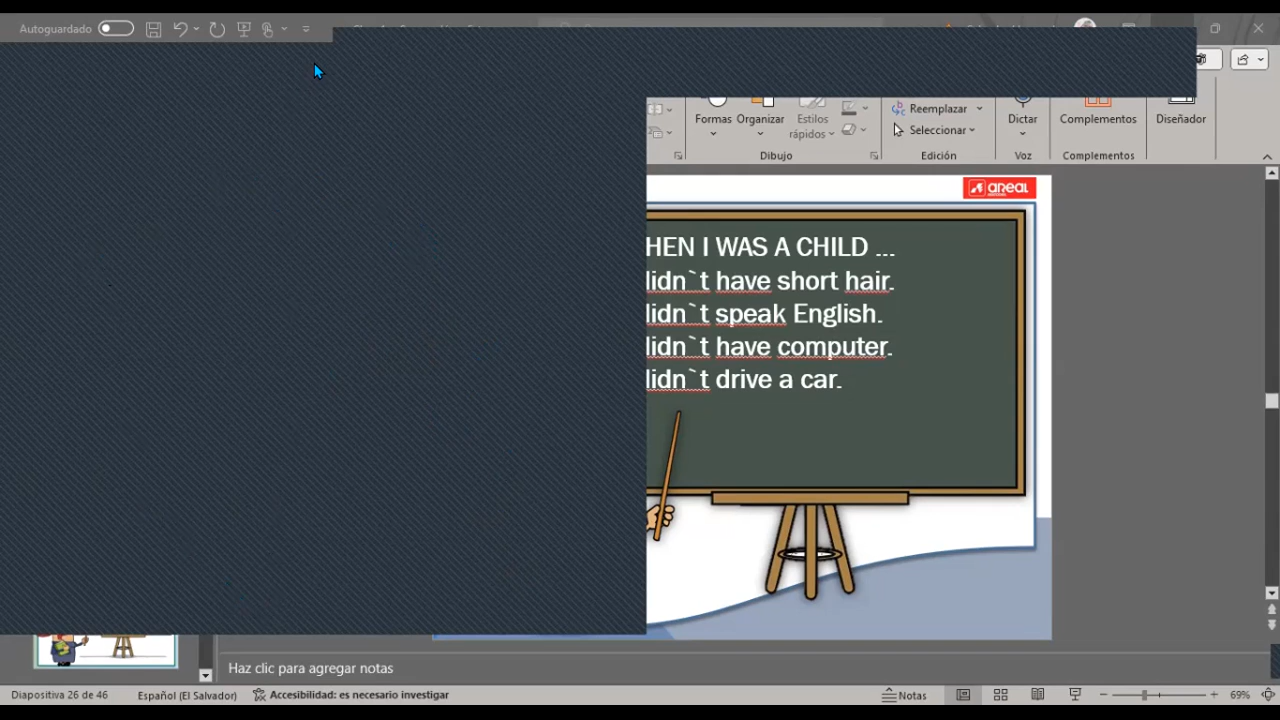 Autoguardado
Reemplazar
Formas Organizar Estilos rápidos Seleccionar Dictar Complementos Diseñador
Dibujo Edición Voz Complementos
areal
HEN I WAS A CHILD ...
lidn`t have short hair.
lidn`t speak English.
lidn`t have computer.
lidn`t drive a car.
Haz clic para agregar notas
Diapositiva 26 de 46 Español (El Salvador) Accesibilidad: es necesario investigar Notas 69%